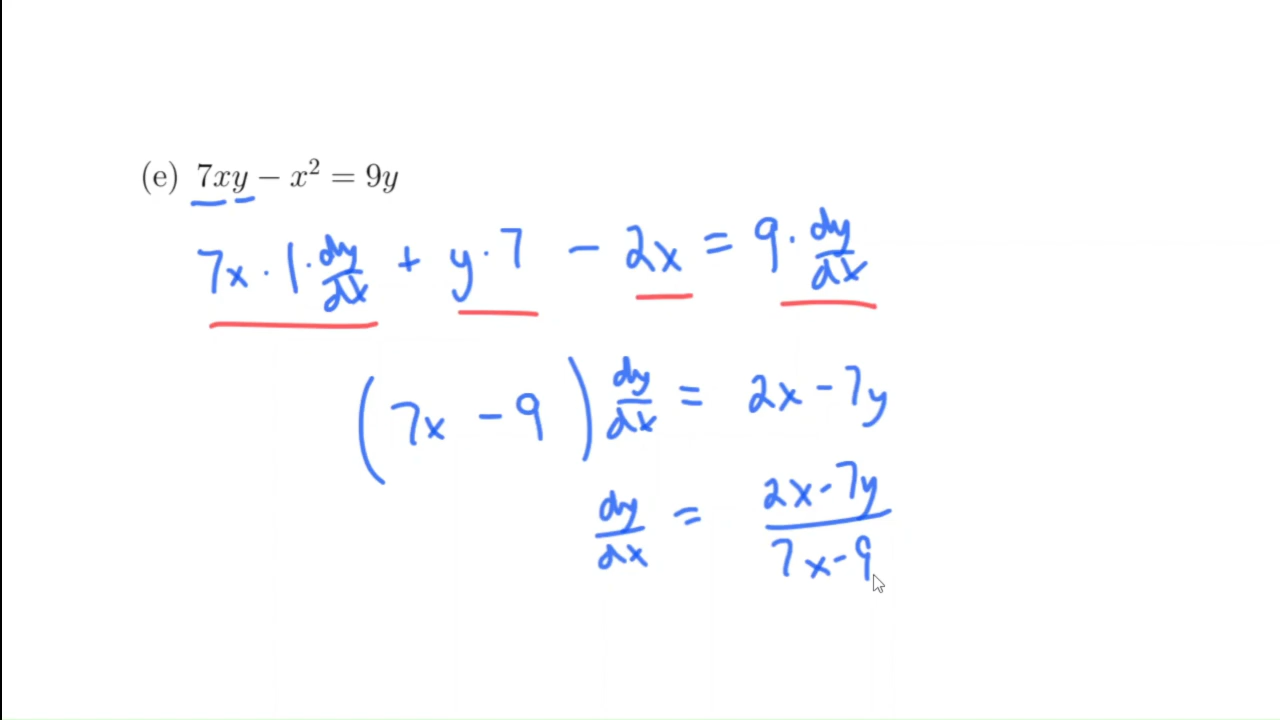 (e) 7xy − x² = 9y
7x · 1 · dy/dx + y · 7 − 2x = 9 · dy/dx
(7x − 9) dy/dx = 2x − 7y
dy/dx = (2x − 7y)/(7x − 9)